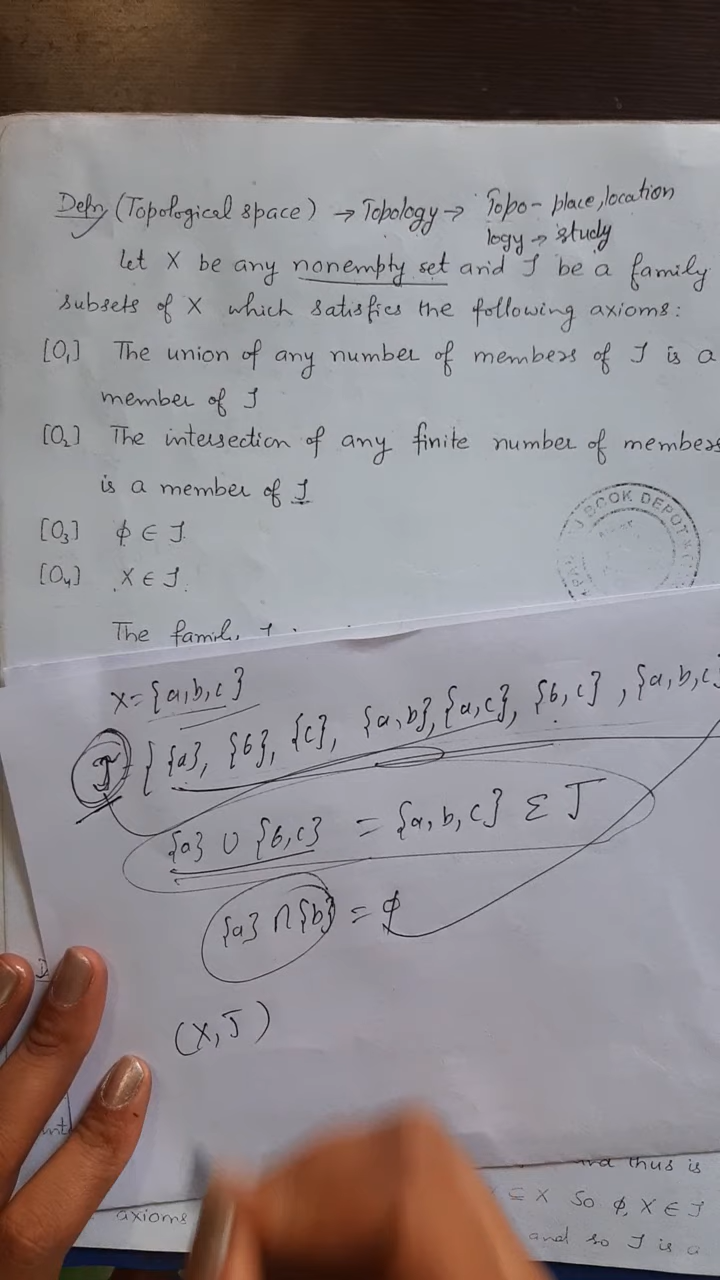 Defn (Topological space) → Topology → Topo - place, location
logy → study
Let X be any nonempty set and J be a family
subsets of X which satisfies the following axioms:
[O₁] The union of any number of members of J is a
member of J
[O₂] The intersection of any finite number of members
is a member of J
[O₃] ϕ ∈ J.
[O₄] X ∈ J.
BOOK DEPOT
The
X = {a,b,c}
J = { {a}, {b}, {c}, {a,b}, {a,c}, {b,c}, {a,b,c}
{a} ∪ {b,c} = {a,b,c} Σ J
{a} ∩ {b} = ϕ
(X, J)
thus is
⊆ X So ϕ, X ∈ J
axioms and so J is a